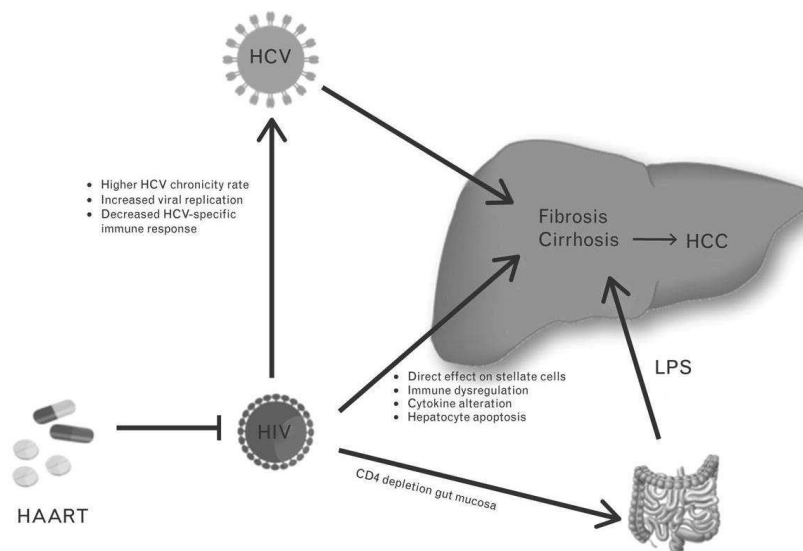 HCV
• Higher HCV chronicity rate
• Increased viral replication
• Decreased HCV-specific
immune response
Fibrosis
Cirrhosis
HCC
LPS
• Direct effect on stellate cells
• Immune dysregulation
• Cytokine alteration
• Hepatocyte apoptosis
HIV
CD4 depletion gut mucosa
HAART